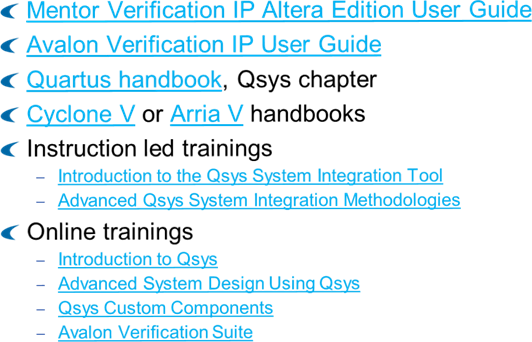 Mentor Verification IP Altera Edition User Guide
Avalon Verification IP User Guide
Quartus handbook, Qsys chapter
Cyclone V or Arria V handbooks
Instruction led trainings
– Introduction to the Qsys System Integration Tool
– Advanced Qsys System Integration Methodologies
Online trainings
– Introduction to Qsys
– Advanced System Design Using Qsys
– Qsys Custom Components
– Avalon Verification Suite